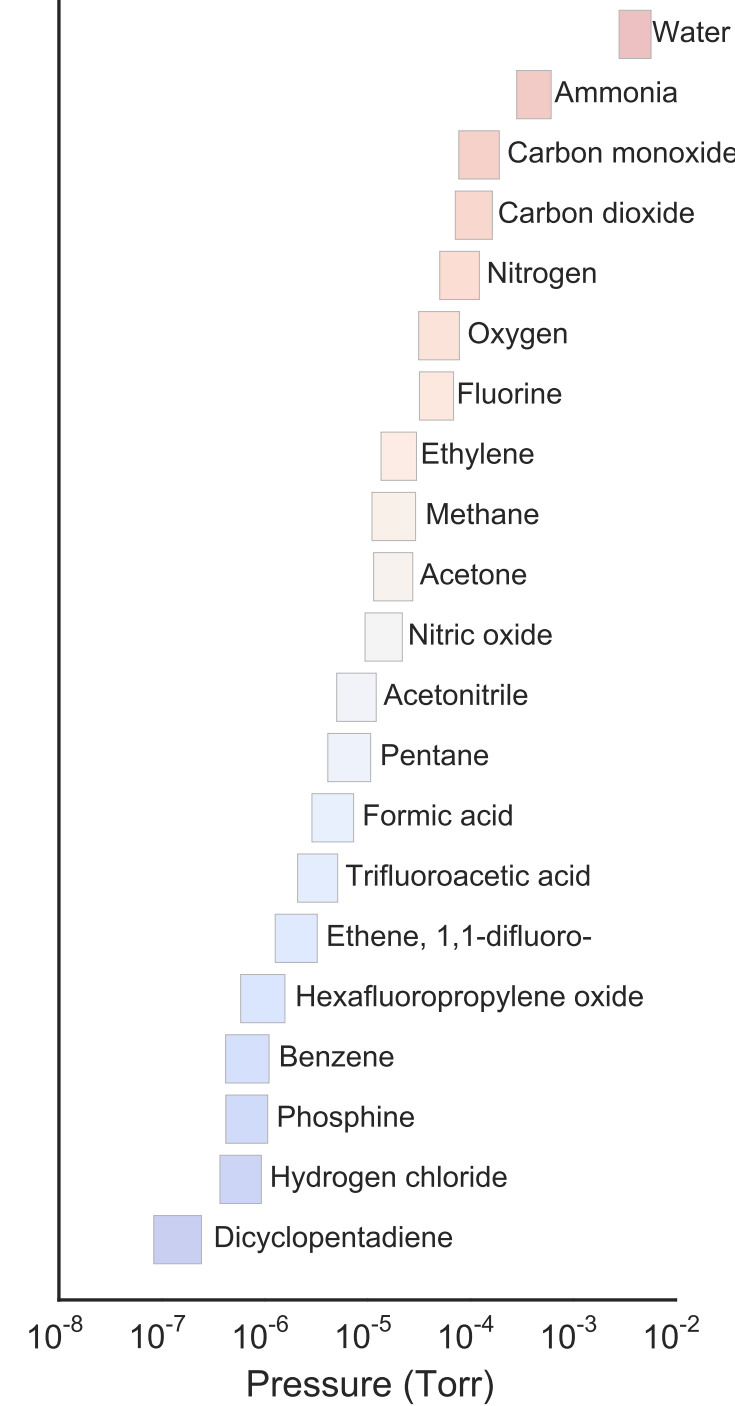 Water
Ammonia
Carbon monoxide
Carbon dioxide
Nitrogen
Oxygen
Fluorine
Ethylene
Methane
Acetone
Nitric oxide
Acetonitrile
Pentane
Formic acid
Trifluoroacetic acid
Ethene, 1,1-difluoro-
Hexafluoropropylene oxide
Benzene
Phosphine
Hydrogen chloride
Dicyclopentadiene
10⁻⁸ 10⁻⁷ 10⁻⁶ 10⁻⁵ 10⁻⁴ 10⁻³ 10⁻²
Pressure (Torr)